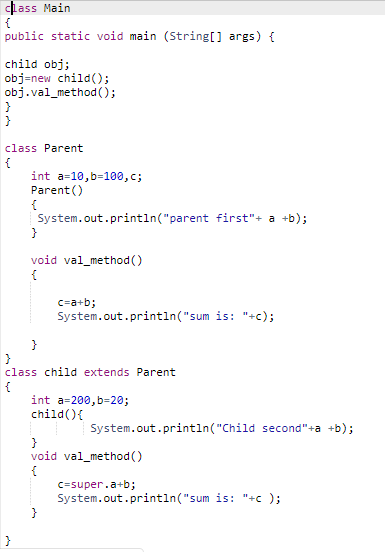 class Main
{
public static void main (String[] args) {
child obj;
obj=new child();
obj.val_method();
}
}
class Parent
{
int a=10,b=100,c;
Parent()
{
System.out.println("parent first"+ a +b);
}
void val_method()
{
c=a+b;
System.out.println("sum is: "+c);
}
}
class child extends Parent
{
int a=200,b=20;
child(){
System.out.println("Child second"+a +b);
}
void val_method()
{
c=super.a+b;
System.out.println("sum is: "+c );
}
}